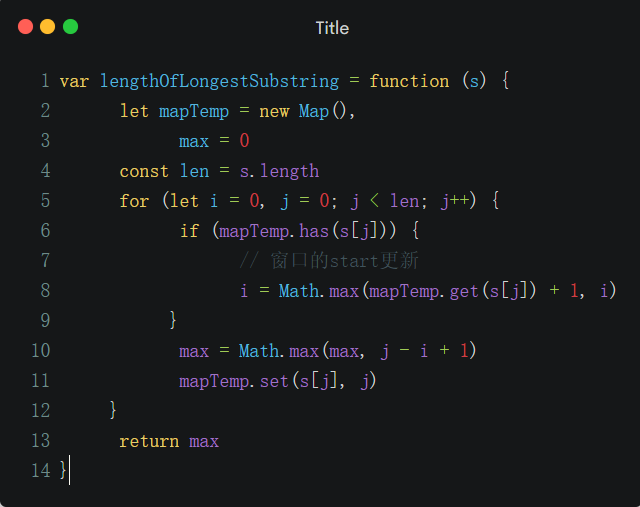 Title
1 var lengthOfLongestSubstring = function (s) {
2 let mapTemp = new Map(),
3 max = 0
4 const len = s.length
5 for (let i = 0, j = 0; j < len; j++) {
6 if (mapTemp.has(s[j])) {
7 // 窗口的start更新
8 i = Math.max(mapTemp.get(s[j]) + 1, i)
9 }
10 max = Math.max(max, j - i + 1)
11 mapTemp.set(s[j], j)
12 }
13 return max
14 }